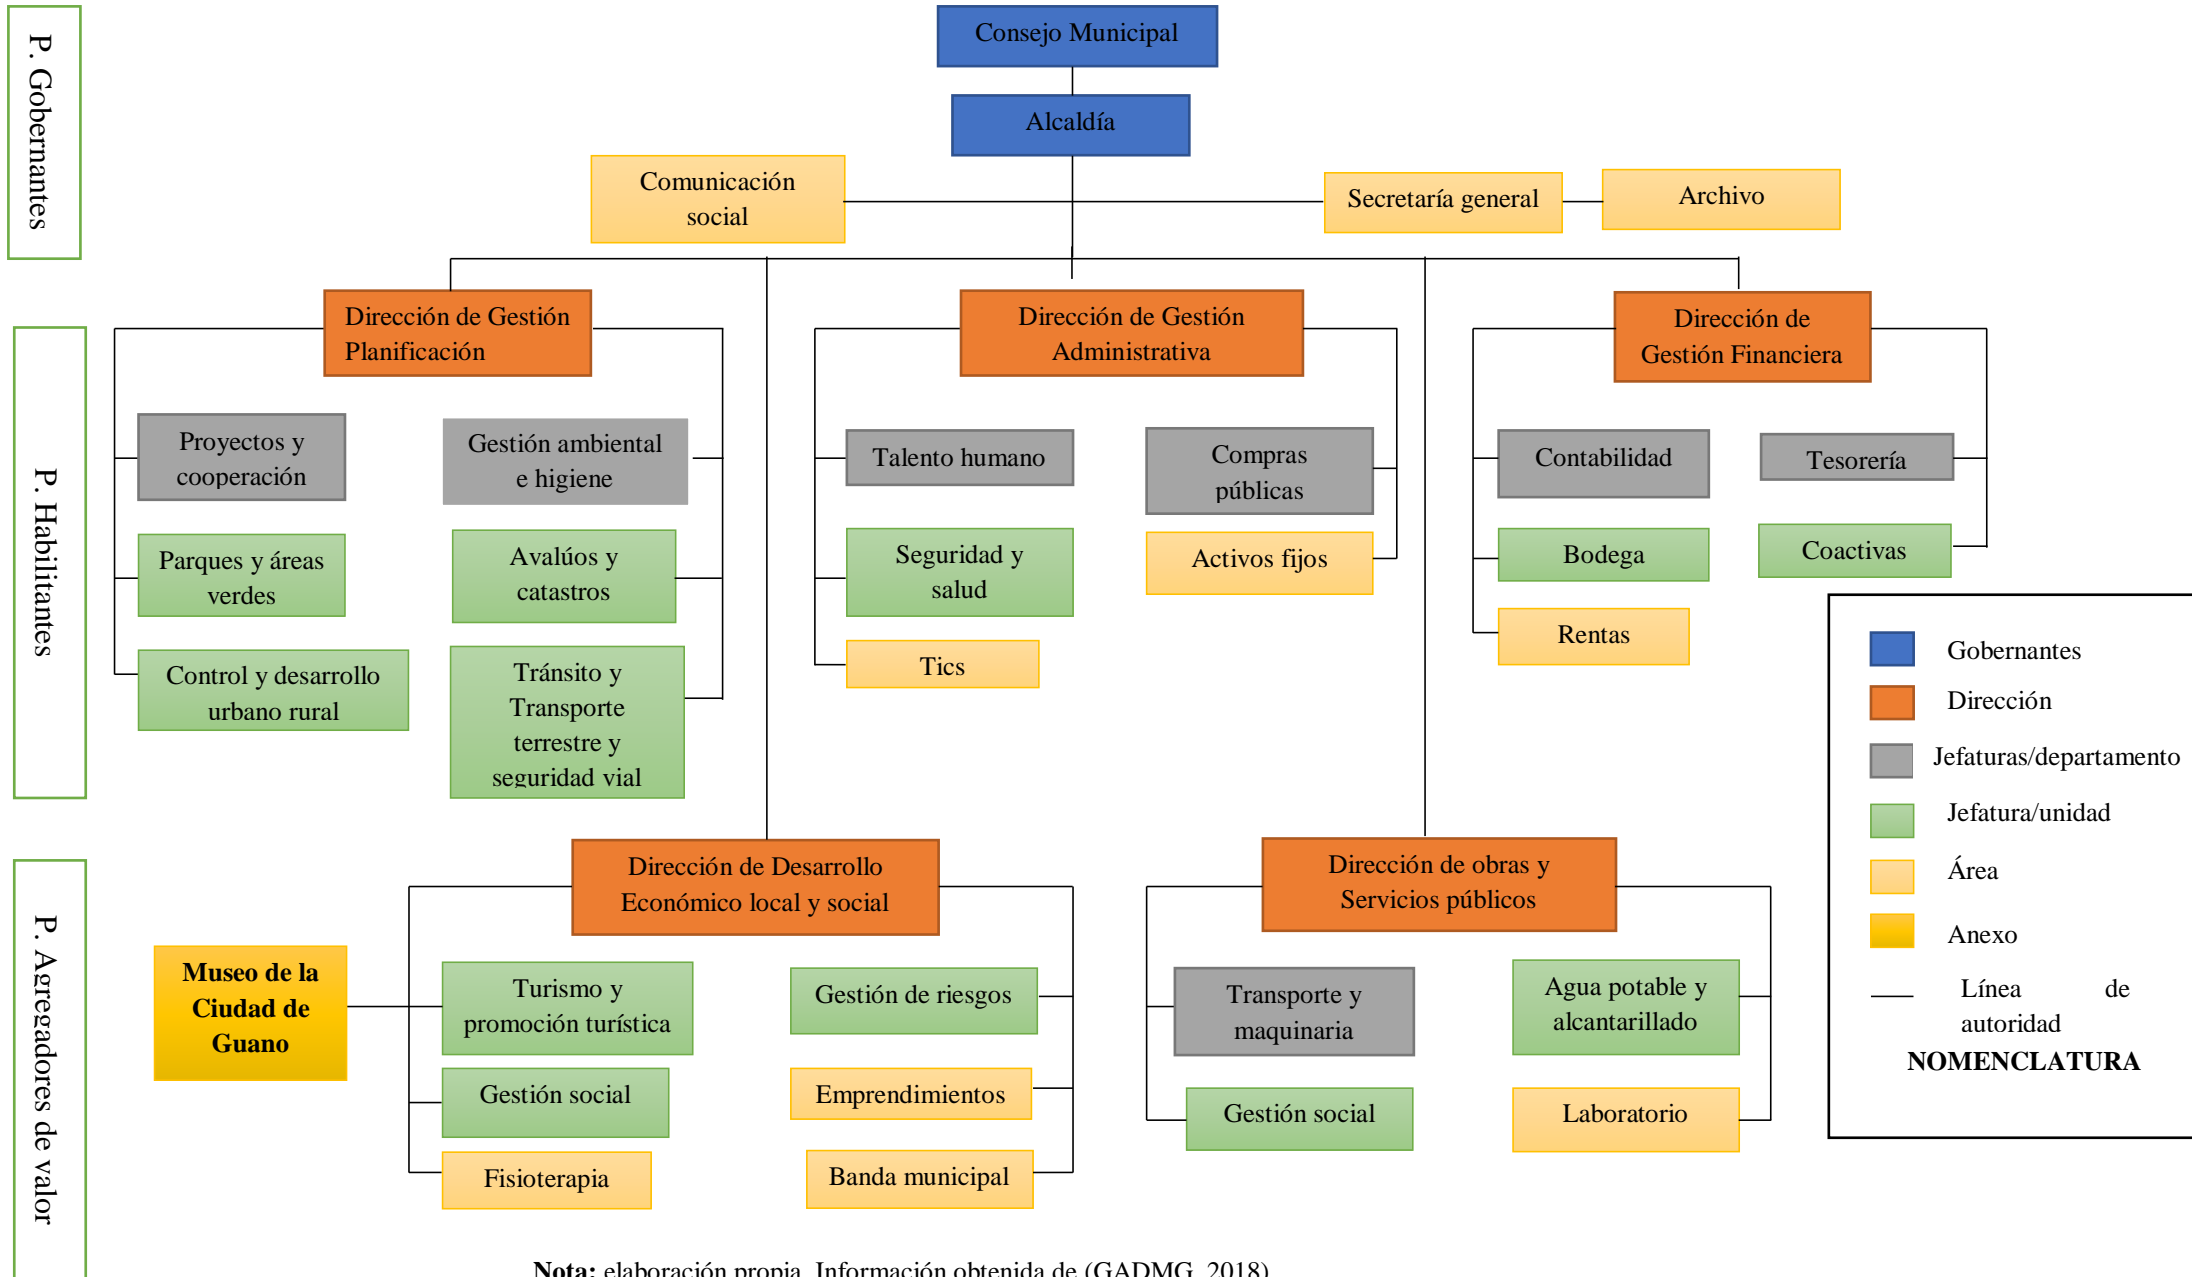 P. Gobernantes
Consejo Municipal
Alcaldía
Comunicación
social
Secretaría general
Archivo
P. Habilitantes
Dirección de Gestión
Planificación
Dirección de Gestión
Administrativa
Dirección de
Gestión Financiera
Proyectos y
cooperación
Gestión ambiental
e higiene
Parques y áreas
verdes
Avalúos y
catastros
Control y desarrollo
urbano rural
Tránsito y
Transporte
terrestre y
seguridad vial
Talento humano
Compras
públicas
Seguridad y
salud
Activos fijos
Tics
Contabilidad
Tesorería
Bodega
Coactivas
Rentas
P. Agregadores de valor
Dirección de Desarrollo
Económico local y social
Dirección de obras y
Servicios públicos
Museo de la
Ciudad de
Guano
Turismo y
promoción turística
Gestión de riesgos
Gestión social
Emprendimientos
Fisioterapia
Banda municipal
Transporte y
maquinaria
Agua potable y
alcantarillado
Gestión social
Laboratorio
Gobernantes
Dirección
Jefaturas/departamento
Jefatura/unidad
Área
Anexo
Línea de
autoridad
NOMENCLATURA
Nota: elaboración propia. Información obtenida de (GADMG, 2018)